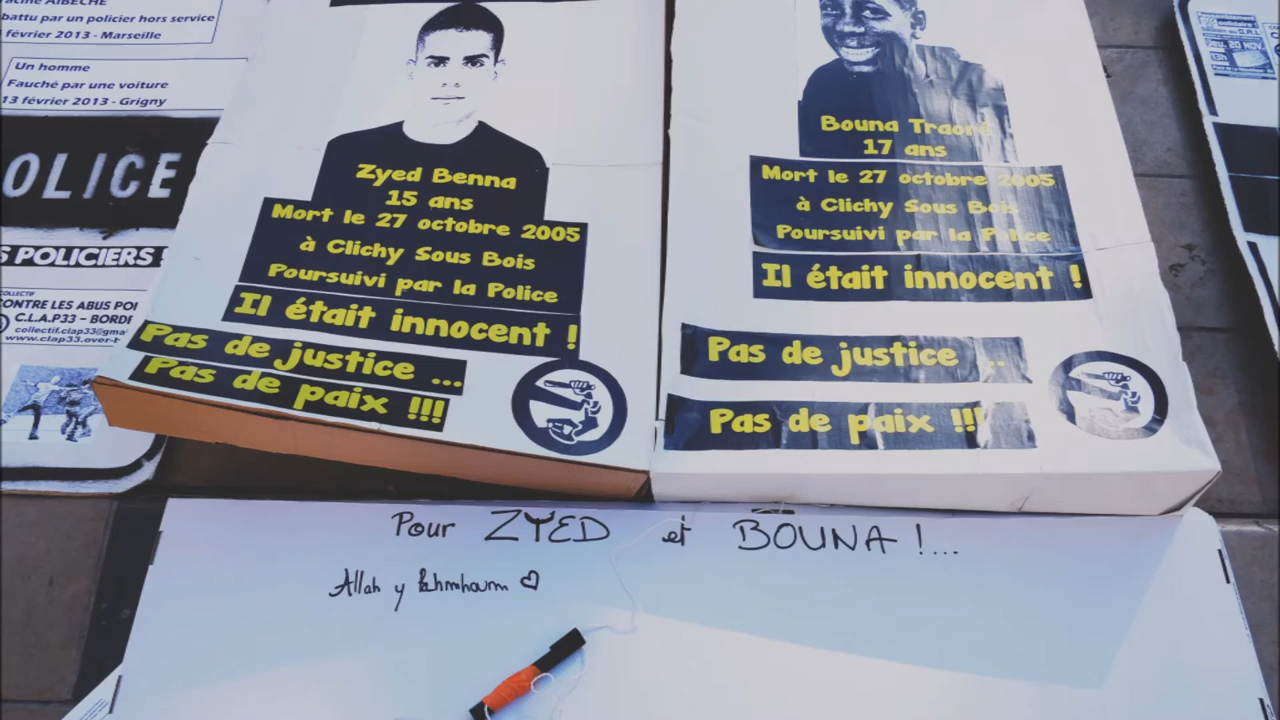 battu par un policier hors service
février 2013 - Marseille
Un homme
Fauché par une voiture
13 février 2013 - Grigny
OLICE
S POLICIERS !
COLLECTIF
CONTRE LES ABUS POI
C.L.A.P33 - BORDE
collectif.clap33@gma
www.clap33.over-b
Zyed Benna
15 ans
Mort le 27 octobre 2005
à Clichy Sous Bois
Poursuivi par la Police
Il était innocent !
Pas de justice ...
Pas de paix !!!
Bouna Traoré
17 ans
Mort le 27 octobre 2005
à Clichy Sous Bois
Poursuivi par la Police
Il était innocent !
Pas de justice ...
Pas de paix !!!
Pour ZYED et BOUNA !...
Allah y